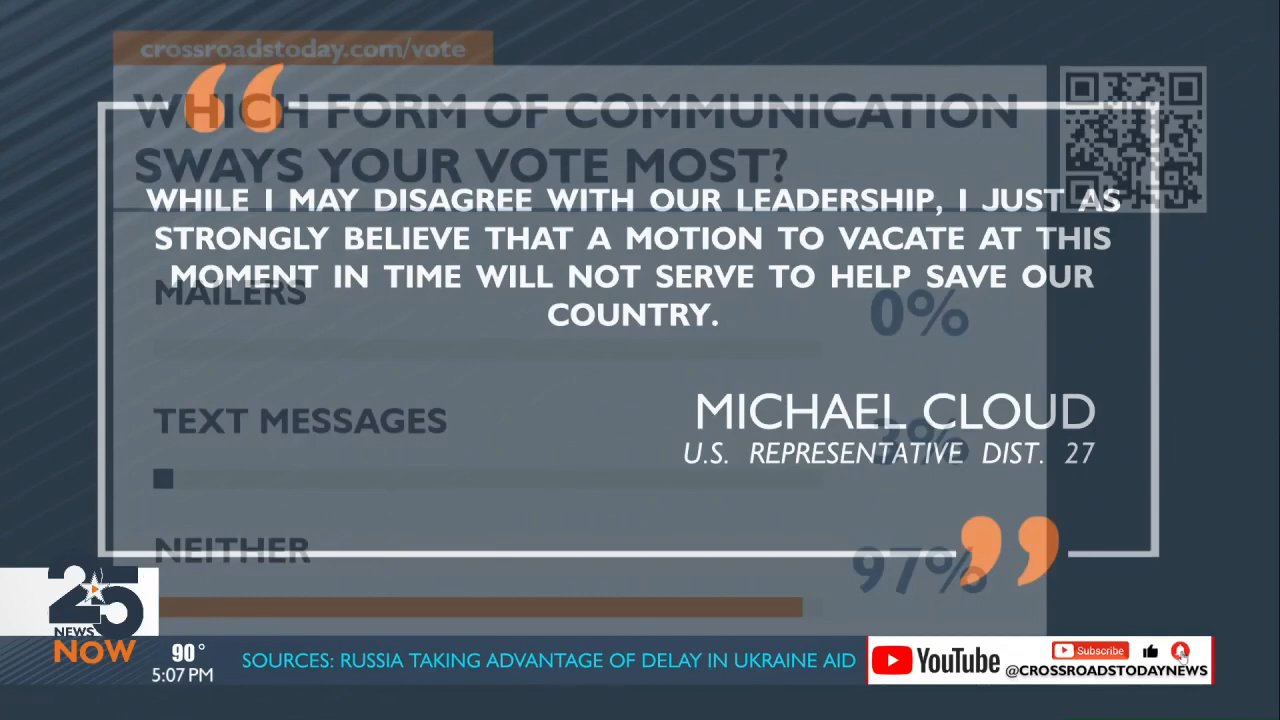 crossroadstoday.com/vote
WHICH FORM OF COMMUNICATION
SWAYS YOUR VOTE MOST?
WHILE I MAY DISAGREE WITH OUR LEADERSHIP, I JUST AS
STRONGLY BELIEVE THAT A MOTION TO VACATE AT THIS
MOMENT IN TIME WILL NOT SERVE TO HELP SAVE OUR
COUNTRY.
MAILERS 0%
MICHAEL CLOUD
U.S. REPRESENTATIVE DIST. 27
TEXT MESSAGES 3%
NEITHER 97%
25
NEWS
NOW
90°
5:07 PM
SOURCES: RUSSIA TAKING ADVANTAGE OF DELAY IN UKRAINE AID
YouTube
Subscribe
@CROSSROADSTODAYNEWS